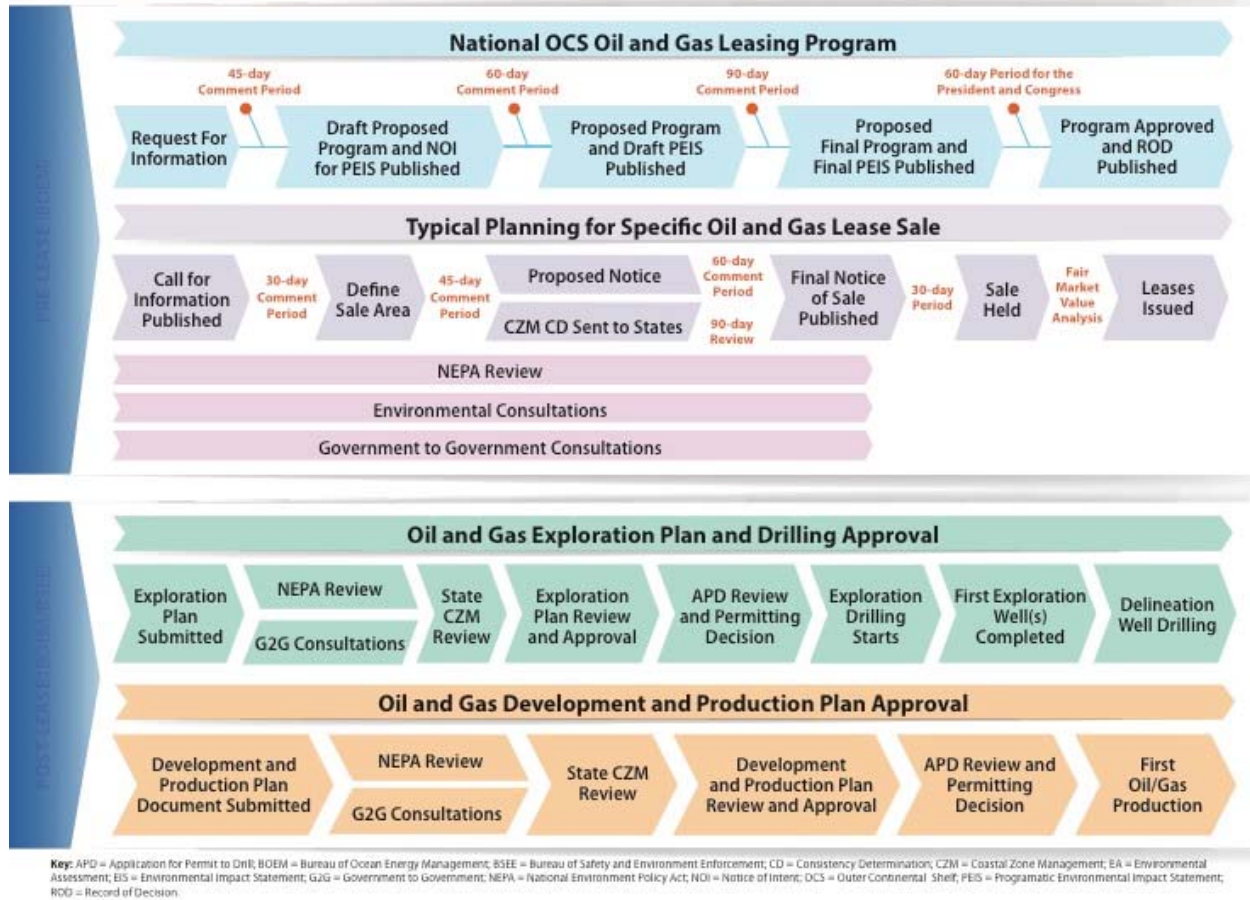 National OCS Oil and Gas Leasing Program
45-day
Comment Period
60-day
Comment Period
90-day
Comment Period
60-day Period for the
President and Congress
Request For
Information
Draft Proposed
Program and NOI
for PEIS Published
Proposed Program
and Draft PEIS
Published
Proposed
Final Program and
Final PEIS Published
Program Approved
and ROD
Published
PRE-LEASE BOEM
Typical Planning for Specific Oil and Gas Lease Sale
Call for
Information
Published
30-day
Comment
Period
Define
Sale Area
45-day
Comment
Period
Proposed Notice
CZM CD Sent to States
60-day
Comment
Period
90-day
Review
Final Notice
of Sale
Published
30-day
Period
Sale
Held
Fair
Market
Value
Analysis
Leases
Issued
NEPA Review
Environmental Consultations
Government to Government Consultations
POST-LEASE BOEM/BSEE
Oil and Gas Exploration Plan and Drilling Approval
Exploration
Plan
Submitted
NEPA Review
G2G Consultations
State
CZM
Review
Exploration
Plan Review
and Approval
APD Review
and Permitting
Decision
Exploration
Drilling
Starts
First Exploration
Well(s)
Completed
Delineation
Well Drilling
Oil and Gas Development and Production Plan Approval
Development and
Production Plan
Document Submitted
NEPA Review
G2G Consultations
State CZM
Review
Development
and Production Plan
Review and Approval
APD Review and
Permitting
Decision
First
Oil/Gas
Production
Key: APD = Application for Permit to Drill; BOEM = Bureau of Ocean Energy Management; BSEE = Bureau of Safety and Environment Enforcement; CD = Consistency Determination; CZM = Coastal Zone Management; EA = Environmental
Assessment; EIS = Environmental Impact Statement; G2G = Government to Government; NEPA = National Environment Policy Act; NOI = Notice of Intent; OCS = Outer Continental Shelf; PEIS = Programatic Environmental Impact Statement;
ROD = Record of Decision.